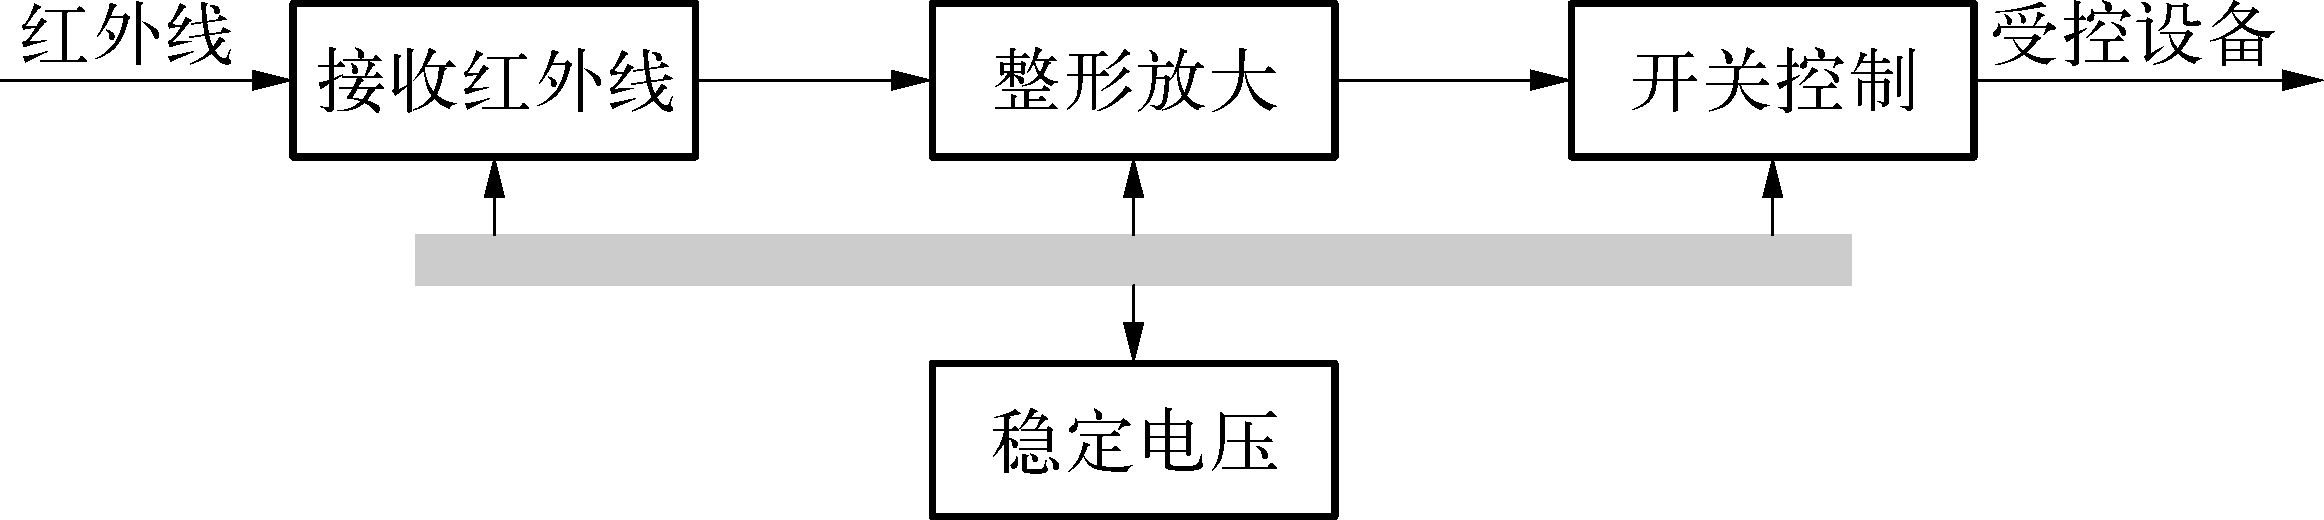 红外线
接收红外线
整形放大
开关控制
受控设备
稳定电压